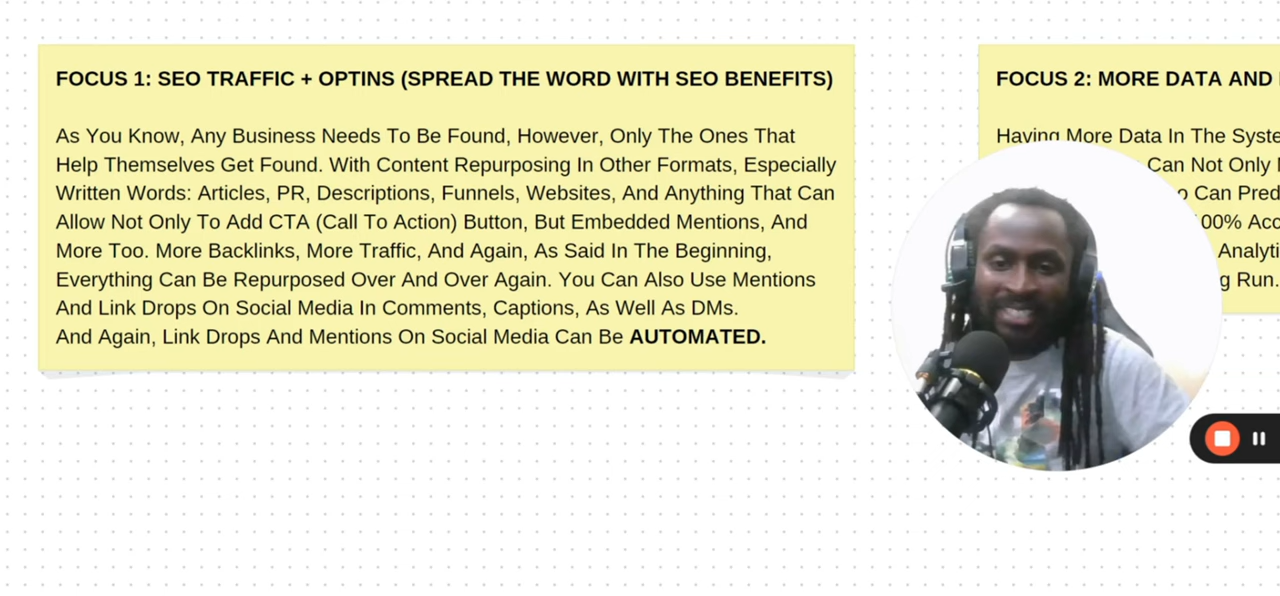 FOCUS 1: SEO TRAFFIC + OPTINS (SPREAD THE WORD WITH SEO BENEFITS)
As You Know, Any Business Needs To Be Found, However, Only The Ones That
Help Themselves Get Found. With Content Repurposing In Other Formats, Especially
Written Words: Articles, PR, Descriptions, Funnels, Websites, And Anything That Can
Allow Not Only To Add CTA (Call To Action) Button, But Embedded Mentions, And
More Too. More Backlinks, More Traffic, And Again, As Said In The Beginning,
Everything Can Be Repurposed Over And Over Again. You Can Also Use Mentions
And Link Drops On Social Media In Comments, Captions, As Well As DMs.
And Again, Link Drops And Mentions On Social Media Can Be AUTOMATED.
FOCUS 2: MORE DATA AND
Having More Data In The
Can Not Only
Can
00%
Run.